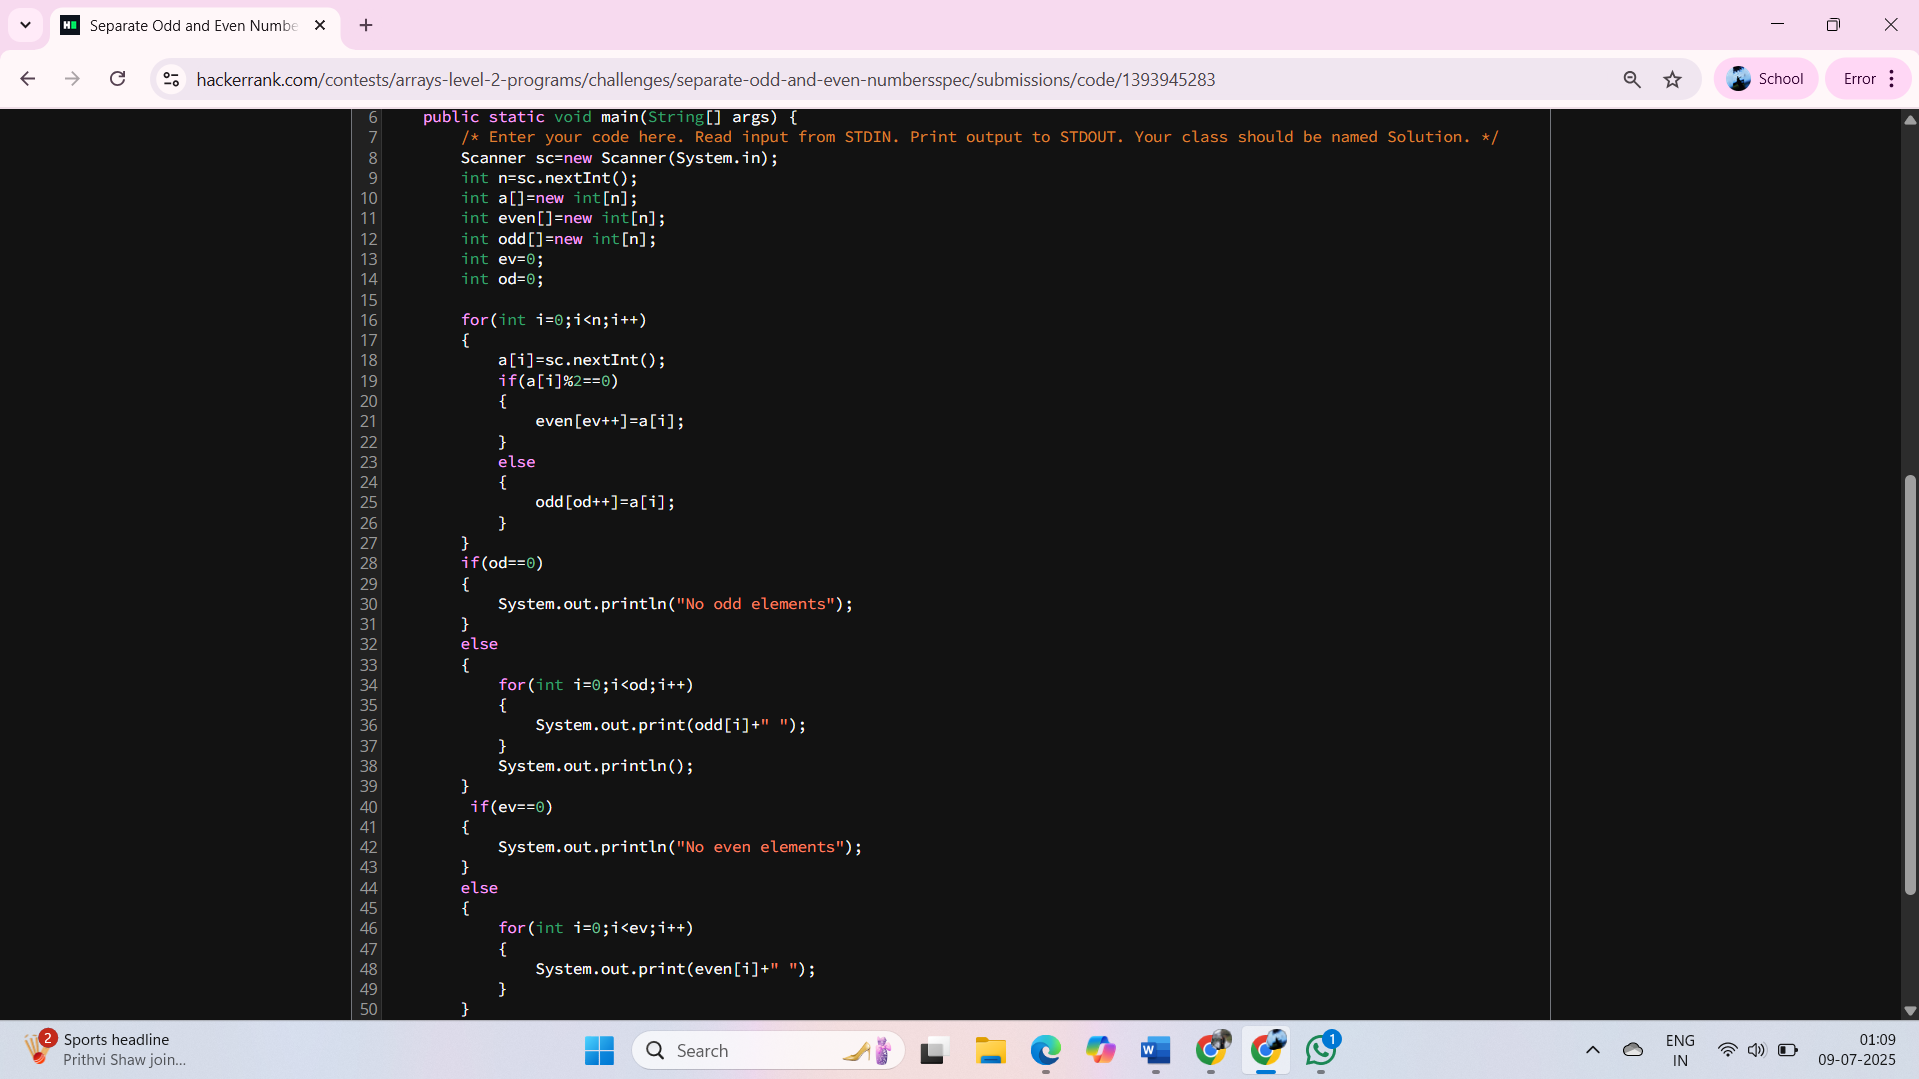 Separate Odd and Even Numbe
hackerrank.com/contests/arrays-level-2-programs/challenges/separate-odd-and-even-numbersspec/submissions/code/1393945283
School
Error
6 public static void main(String[] args) {
7 /* Enter your code here. Read input from STDIN. Print output to STDOUT. Your class should be named Solution. */
8 Scanner sc=new Scanner(System.in);
9 int n=sc.nextInt();
10 int a[]=new int[n];
11 int even[]=new int[n];
12 int odd[]=new int[n];
13 int ev=0;
14 int od=0;
15
16 for(int i=0;i<n;i++)
17 {
18 a[i]=sc.nextInt();
19 if(a[i]%2==0)
20 {
21 even[ev++]=a[i];
22 }
23 else
24 {
25 odd[od++]=a[i];
26 }
27 }
28 if(od==0)
29 {
30 System.out.println("No odd elements");
31 }
32 else
33 {
34 for(int i=0;i<od;i++)
35 {
36 System.out.print(odd[i]+" ");
37 }
38 System.out.println();
39 }
40 if(ev==0)
41 {
42 System.out.println("No even elements");
43 }
44 else
45 {
46 for(int i=0;i<ev;i++)
47 {
48 System.out.print(even[i]+" ");
49 }
50 }
2
Sports headline
Prithvi Shaw join...
Search
1
ENG
IN
01:09
09-07-2025